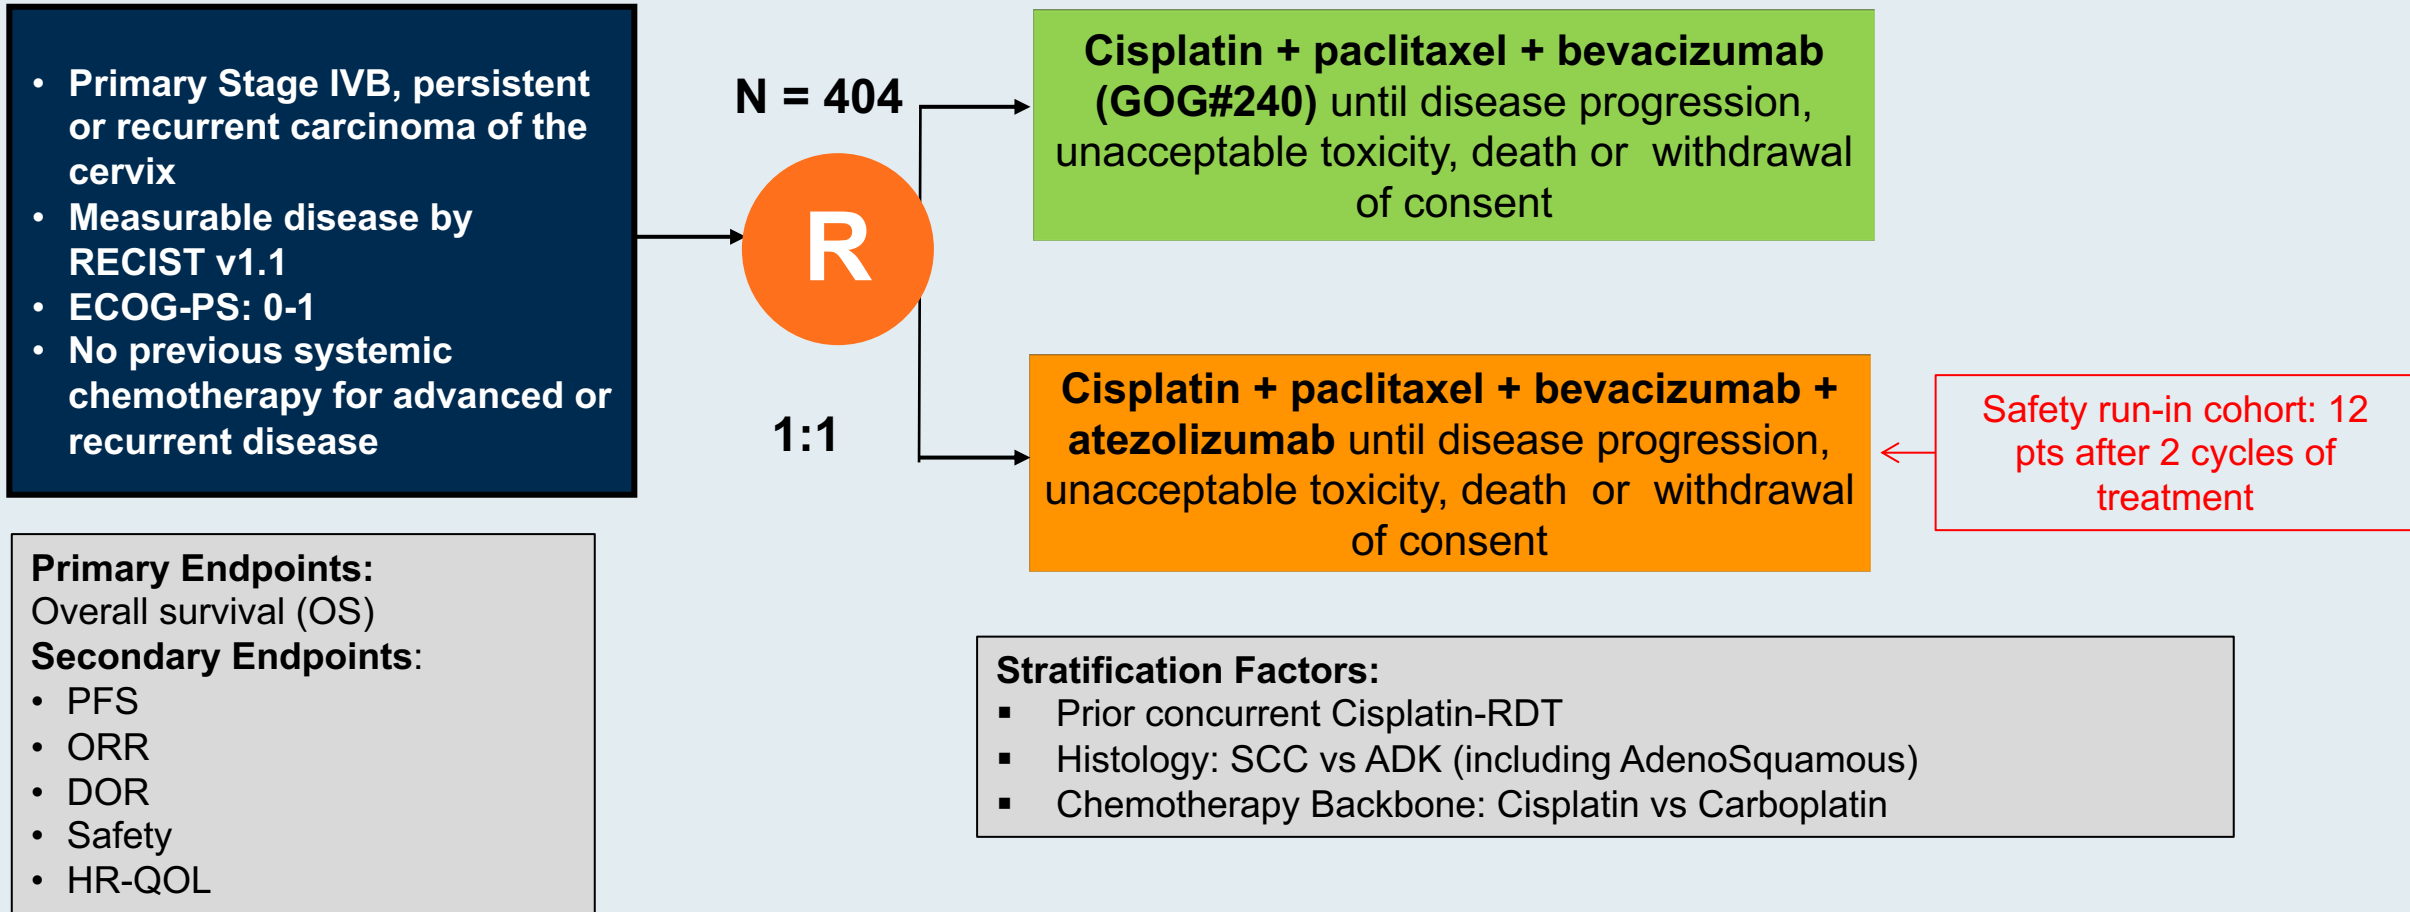 • Primary Stage IVB, persistent
or recurrent carcinoma of the
cervix
• Measurable disease by
RECIST v1.1
• ECOG-PS: 0-1
• No previous systemic
chemotherapy for advanced or
recurrent disease
N = 404
R
1:1
Cisplatin + paclitaxel + bevacizumab
(GOG#240) until disease progression,
unacceptable toxicity, death or withdrawal
of consent
Cisplatin + paclitaxel + bevacizumab +
atezolizumab until disease progression,
unacceptable toxicity, death or withdrawal
of consent
Safety run-in cohort: 12
pts after 2 cycles of
treatment
Primary Endpoints:
Overall survival (OS)
Secondary Endpoints:
• PFS
• ORR
• DOR
• Safety
• HR-QOL
Stratification Factors:
▪ Prior concurrent Cisplatin-RDT
▪ Histology: SCC vs ADK (including AdenoSquamous)
▪ Chemotherapy Backbone: Cisplatin vs Carboplatin